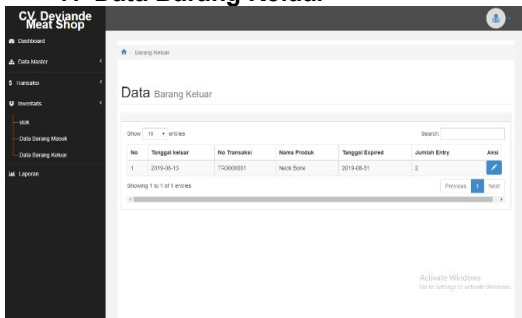 Data Barang Keluar
CV. Deviande
Meat Shop
Dashboard
Barang Keluar
Data Master
Transaksi
Data Barang Keluar
Inventaris
stok
Show 10 entries
Search:
Data Barang Masuk
No Tanggal keluar No Transaksi Nama Produk Tanggal Expired Jumlah Entry Aksi
Data Barang Keluar
1 2019-08-13 TR0000031 Neck Bone 2019-08-31 2
Laporan
Showing 1 to 1 of 1 entries
Previous 1 Next
Activate Windows
Go to Settings to activate Windows.